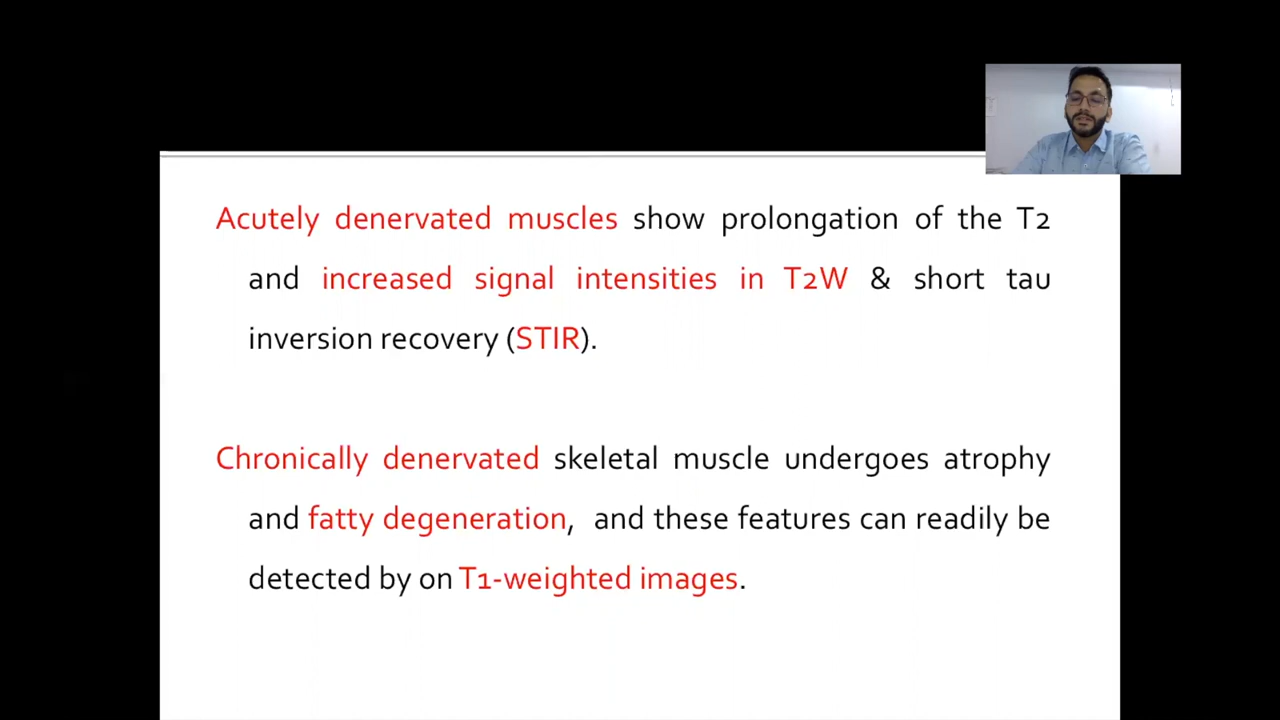 Acutely denervated muscles show prolongation of the T2
and increased signal intensities in T2W & short tau
inversion recovery (STIR).
Chronically denervated skeletal muscle undergoes atrophy
and fatty degeneration, and these features can readily be
detected by on T1-weighted images.